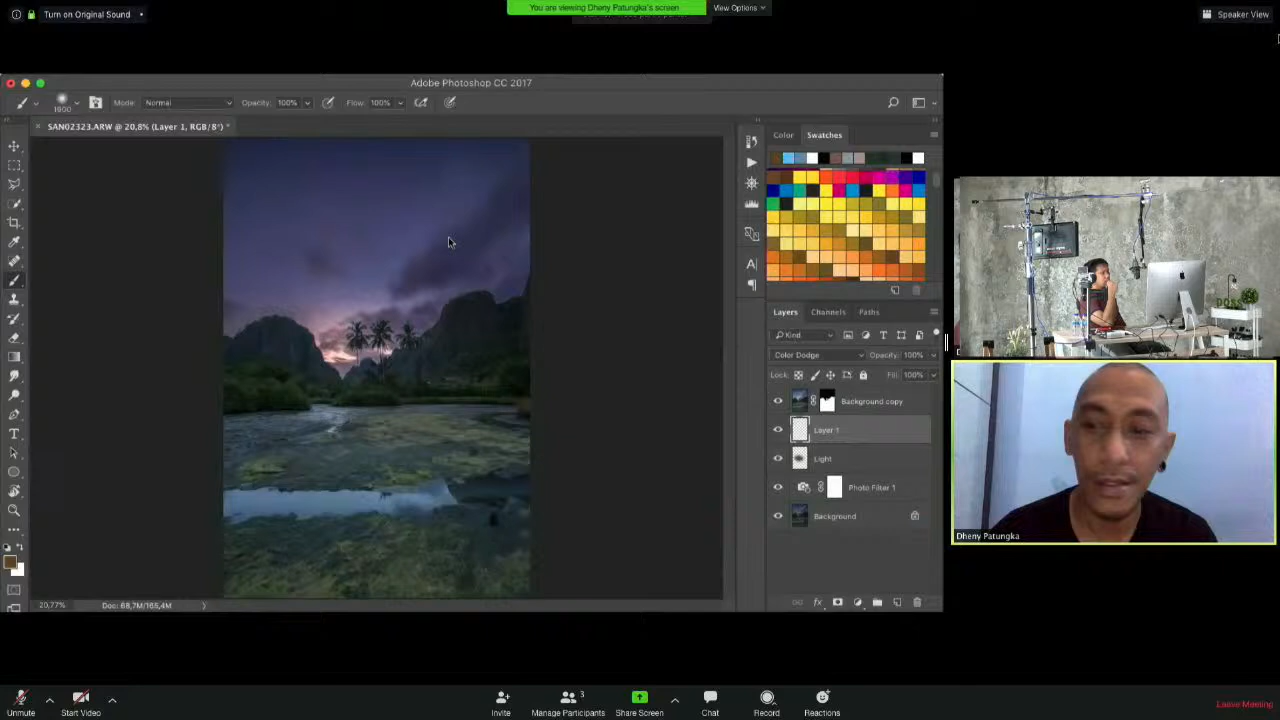 Turn on Original Sound
You are viewing Dheny Patungka's screen
View Options
Speaker View
Adobe Photoshop CC 2017
1900
Mode: Normal
Opacity: 100%
Flow: 100%
SAN02323.ARW @ 20,8% (Layer 1, RGB/8*) *
Color
Swatches
Layers
Channels
Paths
Kind
Color Dodge
Opacity: 100%
Lock:
Fill: 100%
Background copy
Layer 1
Light
Photo Filter 1
Background
20,77%
Doc: 68,7M/165,4M
DOSS
Dheny Patungka
Unmute
Start Video
Invite
3
Manage Participants
Share Screen
Chat
Record
Reactions
Leave Meeting